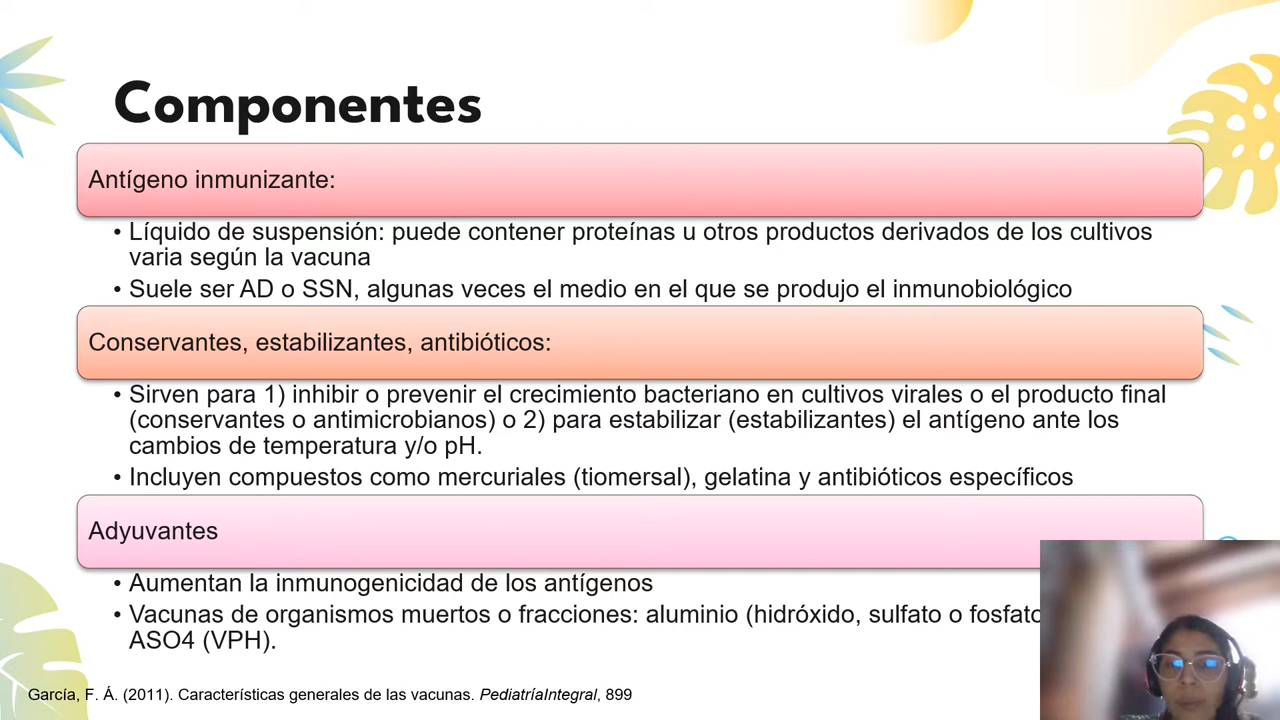 Componentes
Antígeno inmunizante:
• Líquido de suspensión: puede contener proteínas u otros productos derivados de los cultivos
varia según la vacuna
• Suele ser AD o SSN, algunas veces el medio en el que se produjo el inmunobiológico
Conservantes, estabilizantes, antibióticos:
• Sirven para 1) inhibir o prevenir el crecimiento bacteriano en cultivos virales o el producto final
(conservantes o antimicrobianos) o 2) para estabilizar (estabilizantes) el antígeno ante los
cambios de temperatura y/o pH.
• Incluyen compuestos como mercuriales (tiomersal), gelatina y antibióticos específicos
Adyuvantes
• Aumentan la inmunogenicidad de los antígenos
• Vacunas de organismos muertos o fracciones: aluminio (hidróxido, sulfato o fosfato
ASO4 (VPH).
García, F. Á. (2011). Características generales de las vacunas. PediatríaIntegral, 899